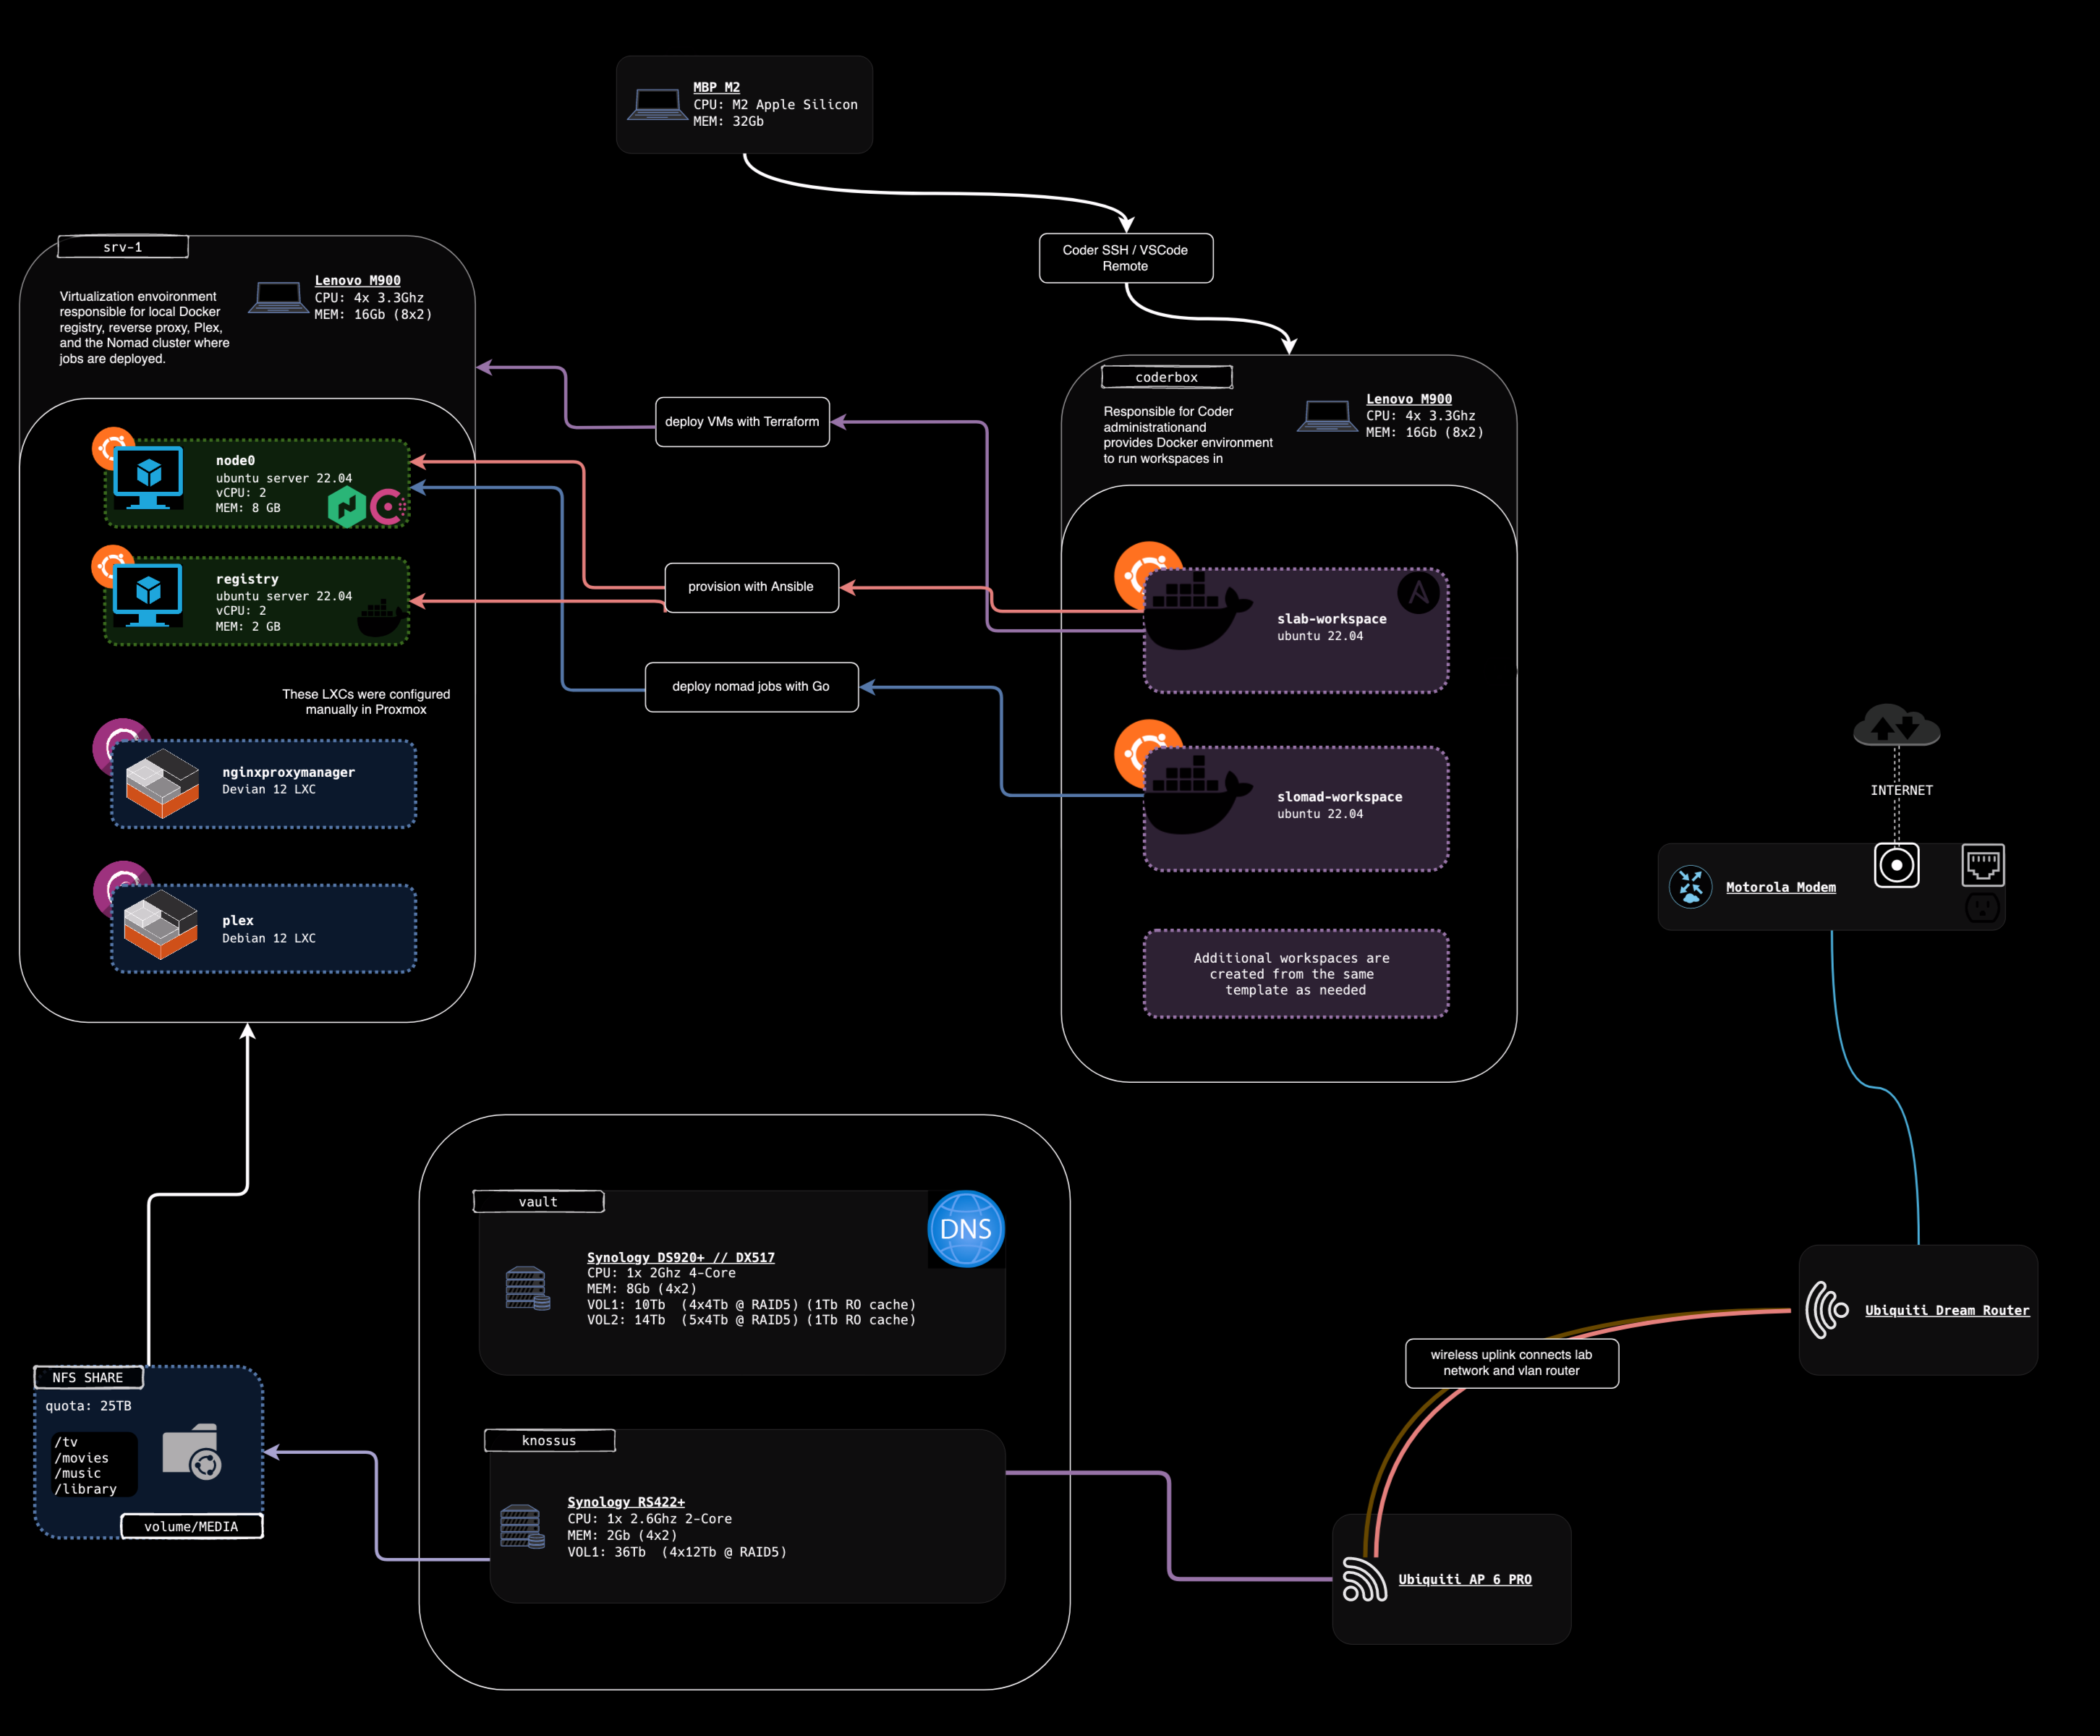 MBP M2
CPU: M2 Apple Silicon
MEM: 32Gb
Coder SSH / VSCode
Remote
srv-1
Virtualization envoironment
responsible for local Docker
registry, reverse proxy, Plex,
and the Nomad cluster where
jobs are deployed.
Lenovo M900
CPU: 4x 3.3Ghz
MEM: 16Gb (8x2)
node0
ubuntu server 22.04
vCPU: 2
MEM: 8 GB
registry
ubuntu server 22.04
vCPU: 2
MEM: 2 GB
These LXCs were configured
manually in Proxmox
nginxproxymanager
Devian 12 LXC
plex
Debian 12 LXC
deploy VMs with Terraform
provision with Ansible
deploy nomad jobs with Go
coderbox
Responsible for Coder
administrationand
provides Docker environment
to run workspaces in
Lenovo M900
CPU: 4x 3.3Ghz
MEM: 16Gb (8x2)
slab-workspace
ubuntu 22.04
slomad-workspace
ubuntu 22.04
Additional workspaces are
created from the same
template as needed
INTERNET
Motorola Modem
Ubiquiti Dream Router
wireless uplink connects lab
network and vlan router
Ubiquiti AP 6 PRO
vault
DNS
Synology DS920+ // DX517
CPU: 1x 2Ghz 4-Core
MEM: 8Gb (4x2)
VOL1: 10Tb (4x4Tb @ RAID5) (1Tb RO cache)
VOL2: 14Tb (5x4Tb @ RAID5) (1Tb RO cache)
knossus
Synology RS422+
CPU: 1x 2.6Ghz 2-Core
MEM: 2Gb (4x2)
VOL1: 36Tb (4x12Tb @ RAID5)
NFS SHARE
quota: 25TB
/tv
/movies
/music
/library
volume/MEDIA